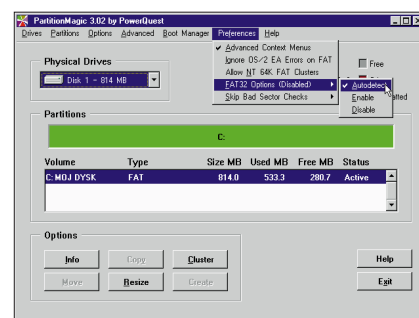 PartitionMagic 3.02 by PowerQuest
Drives Partitions Options Advanced Boot Manager Preferences Help
Advanced Context Menus
Ignore OS/2 EA Errors on FAT
Allow NT 64K FAT Clusters
FAT32 Options (Disabled)
Skip Bad Sector Checks
Autodetect
Enable
Disable
Physical Drives
Disk 1 - 814 MB
Free
Partitions
C:
Volume Type Size MB Used MB Free MB Status
C: MOJ DYSK FAT 814.0 533.3 280.7 Active
Options
Info Copy Cluster Help
Move Resize Create Exit